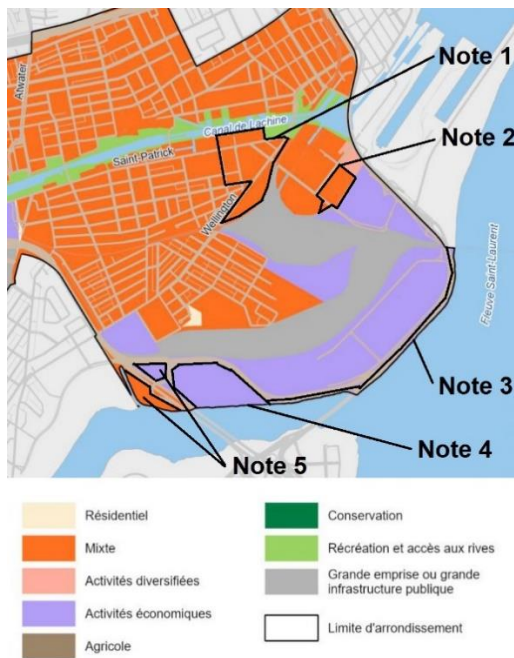 Note 1
Note 2
Atwater
Canal de Lachine
Saint-Patrick
Wellington
Fleuve Saint-Laurent
Note 3
Note 4
Note 5
Résidentiel
Mixte
Activités diversifiées
Activités économiques
Agricole
Conservation
Récréation et accès aux rives
Grande emprise ou grande
infrastructure publique
Limite d'arrondissement